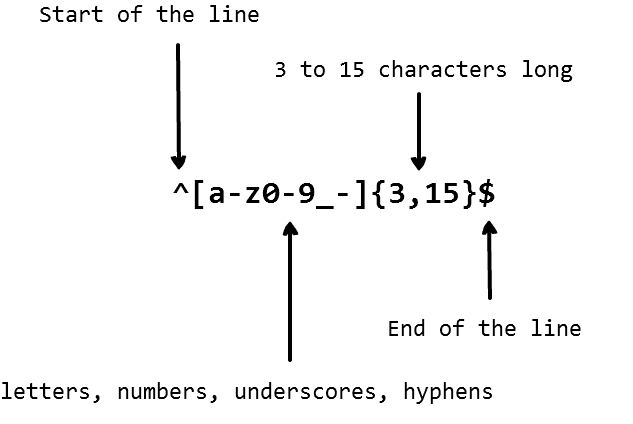 Start of the line
3 to 15 characters long
^[a-z0-9_-]{3,15}$
End of the line
letters, numbers, underscores, hyphens